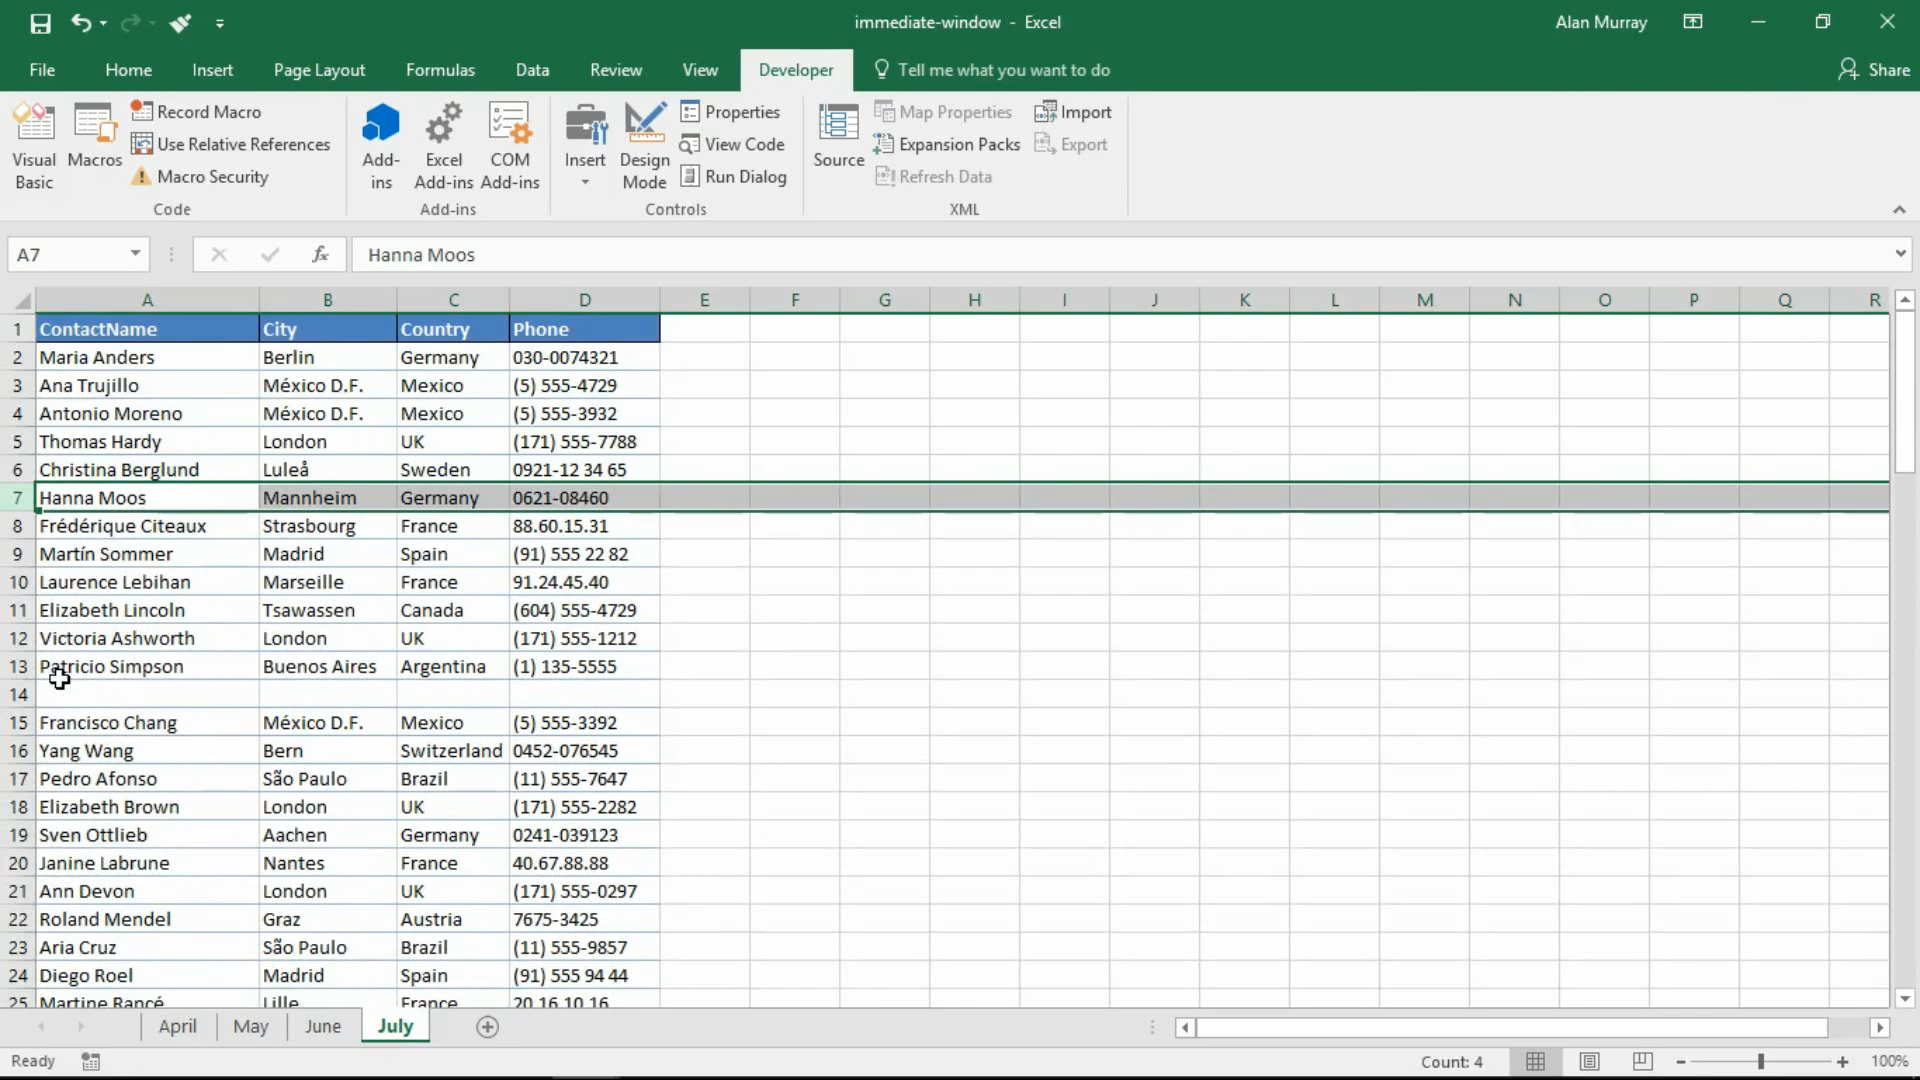 immediate-window - Excel
Alan Murray
File Home Insert Page Layout Formulas Data Review View Developer Tell me what you want to do Share
Visual Basic
Macros
Record Macro
Use Relative References
Macro Security
Code
Add-ins
Excel Add-ins
COM Add-ins
Add-ins
Insert
Design Mode
Properties
View Code
Run Dialog
Controls
Source
Map Properties
Expansion Packs
Refresh Data
Import
Export
XML
A7 fx Hanna Moos
A B C D E F G H I J K L M N O P Q R
1 ContactName City Country Phone
2 Maria Anders Berlin Germany 030-0074321
3 Ana Trujillo México D.F. Mexico (5) 555-4729
4 Antonio Moreno México D.F. Mexico (5) 555-3932
5 Thomas Hardy London UK (171) 555-7788
6 Christina Berglund Luleå Sweden 0921-12 34 65
7 Hanna Moos Mannheim Germany 0621-08460
8 Frédérique Citeaux Strasbourg France 88.60.15.31
9 Martín Sommer Madrid Spain (91) 555 22 82
10 Laurence Lebihan Marseille France 91.24.45.40
11 Elizabeth Lincoln Tsawassen Canada (604) 555-4729
12 Victoria Ashworth London UK (171) 555-1212
13 Patricio Simpson Buenos Aires Argentina (1) 135-5555
14
15 Francisco Chang México D.F. Mexico (5) 555-3392
16 Yang Wang Bern Switzerland 0452-076545
17 Pedro Afonso São Paulo Brazil (11) 555-7647
18 Elizabeth Brown London UK (171) 555-2282
19 Sven Ottlieb Aachen Germany 0241-039123
20 Janine Labrune Nantes France 40.67.88.88
21 Ann Devon London UK (171) 555-0297
22 Roland Mendel Graz Austria 7675-3425
23 Aria Cruz São Paulo Brazil (11) 555-9857
24 Diego Roel Madrid Spain (91) 555 94 44
25 Martine Rancé Lille France 20.16.10.16
April May June July
Ready Count: 4 100%